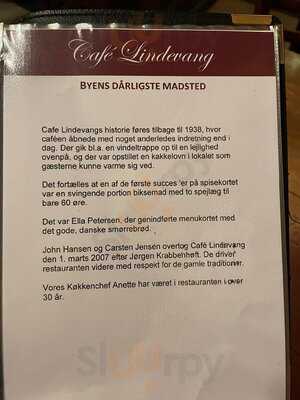 Café Lindevang
BYENS DÅRLIGSTE MADSTED
Cafe Lindevangs historie føres tilbage til 1938, hvor
caféen åbnede med noget anderledes indretning end i
dag. Der gik bl.a. en vindeltrappe op til en lejlighed
ovenpå, og der var opstillet en kakkelovn i lokalet som
gæsterne kunne varme sig ved.
Det fortælles at en af de første succes´er på spisekortet
var en svingende portion biksemad med to spejlæg til
bare 60 øre.
Det var Ella Petersen, der genindførte menukortet med
det gode, danske smørrebrød.
John Hansen og Carsten Jensen overtog Café Lindevang
den 1. marts 2007 efter Jørgen Krabbenhøft. De driver
restauranten videre med respekt for de gamle traditioner.
Vores Køkkenchef Anette har været i restauranten i over
30 år.
Sluurpy